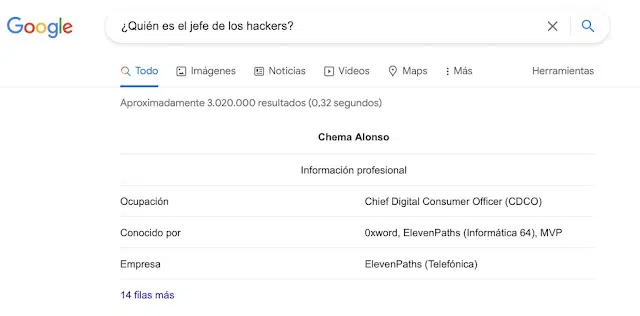 Google
¿Quién es el jefe de los hackers?
Todo Imágenes Noticias Vídeos Maps Más Herramientas
Aproximadamente 3.020.000 resultados (0,32 segundos)
Chema Alonso
Información profesional
Ocupación Chief Digital Consumer Officer (CDCO)
Conocido por 0xword, ElevenPaths (Informática 64), MVP
Empresa ElevenPaths (Telefónica)
14 filas más